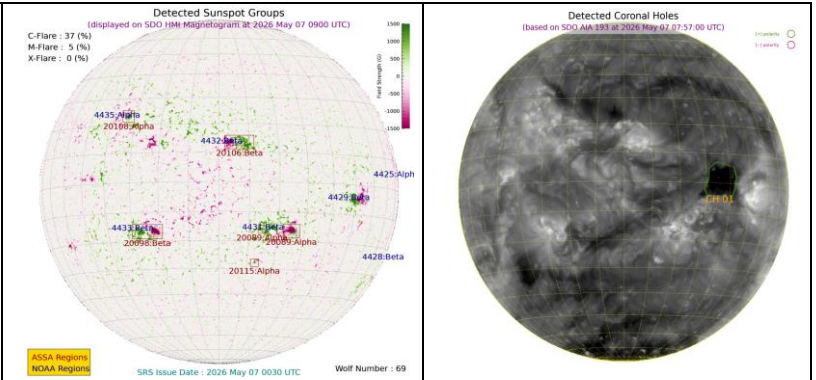 Detected Sunspot Groups
(displayed on SDO HMI Magnetogram at 2026 May 07 0900 UTC)
C-Flare : 37 (%)
M-Flare : 5 (%)
X-Flare : 0 (%)
1500
1000
500
0
-500
-1000
-1500
Field Strength (G)
4435:Alpha
20108:Alpha
4432:Beta
20106:Beta
4425:Alph
4429:Beta
4433:Beta
20098:Beta
4431:Beta
20089:Alpha
20089:Alpha
4428:Beta
20115:Alpha
ASSA Regions
NOAA Regions
SRS Issue Date : 2026 May 07 0030 UTC
Wolf Number : 69
Detected Coronal Holes
(based on SDO AIA 193 at 2026 May 07 07:57:00 UTC)
(+) polarity
(-) polarity
CH 01